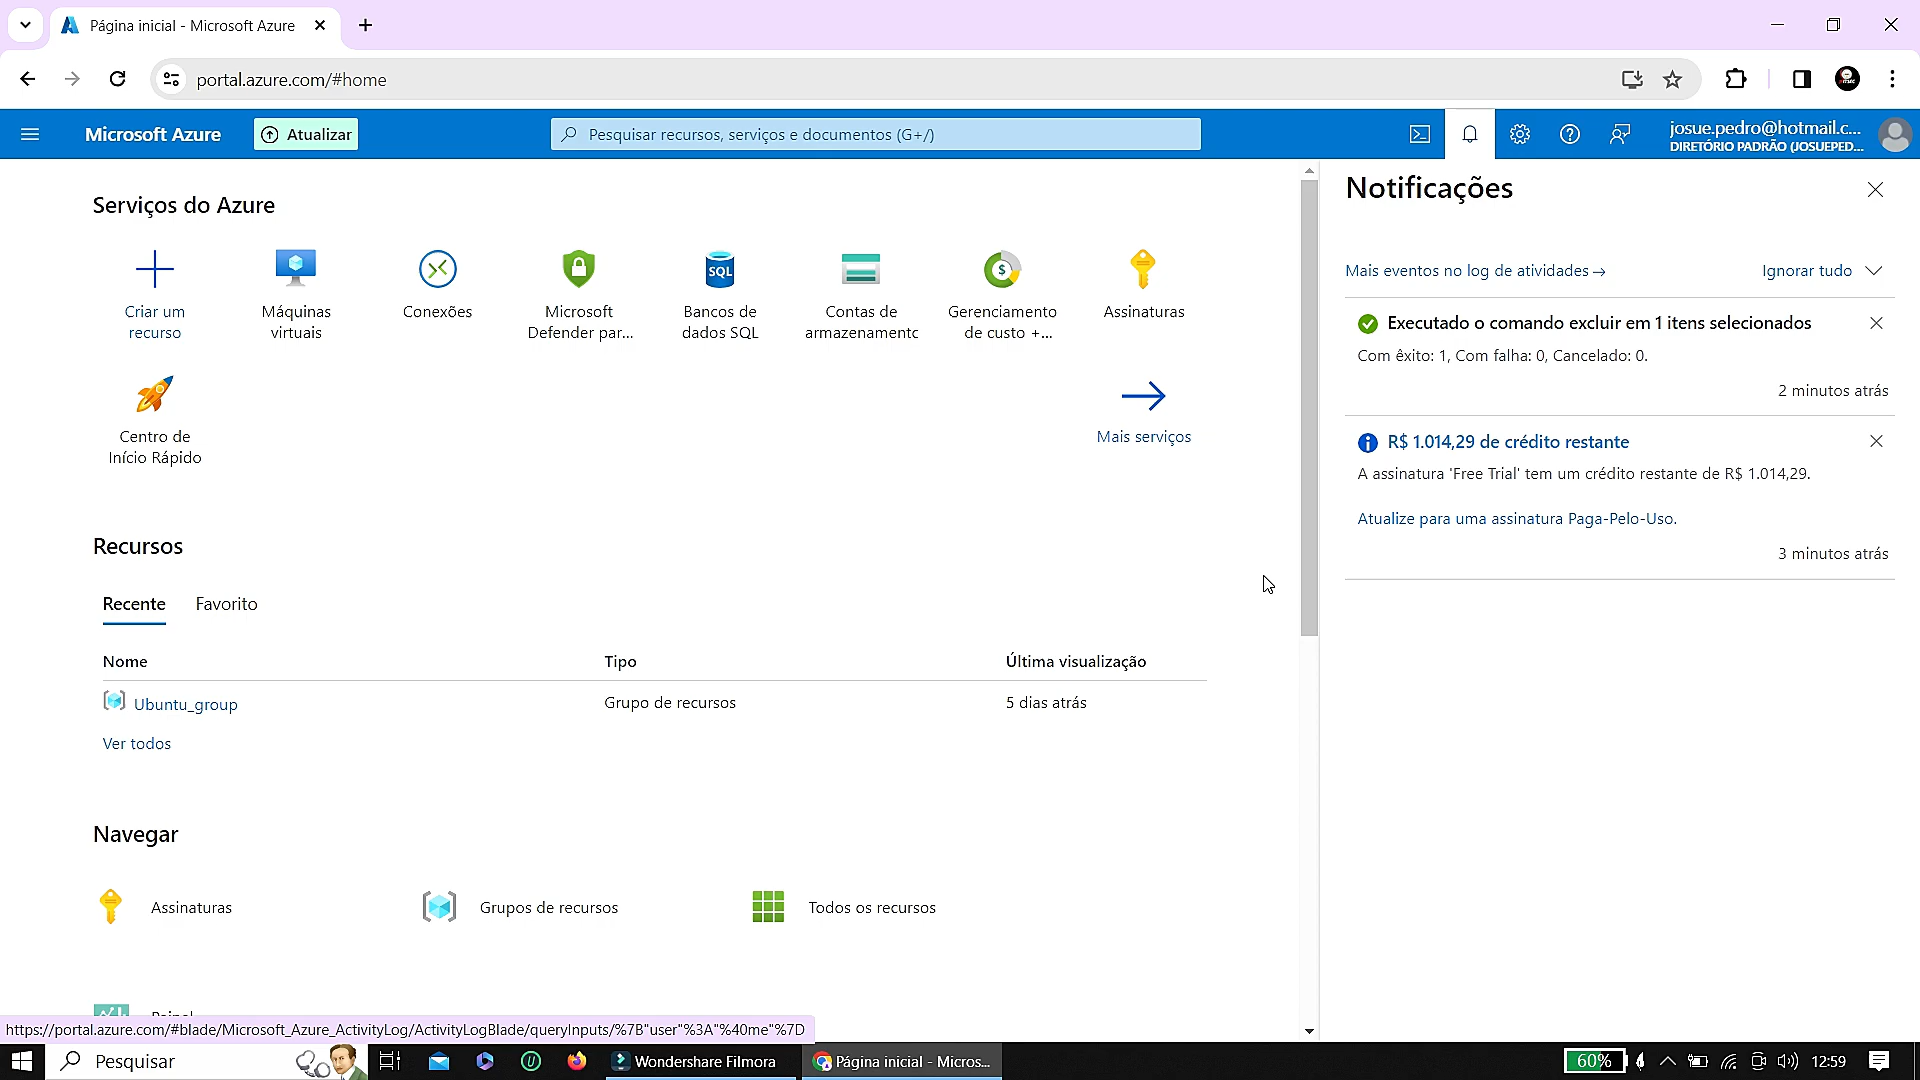 Página inicial - Microsoft Azure
portal.azure.com/#home
Microsoft Azure
Atualizar
Pesquisar recursos, serviços e documentos (G+/)
josue.pedro@hotmail.c...
DIRETÓRIO PADRÃO (JOSUEPED...
Serviços do Azure
Criar um
recurso
Máquinas
virtuais
Conexões
Microsoft
Defender par...
SQL
Bancos de
dados SQL
Contas de
armazenamentc
Gerenciamento
de custo +...
Assinaturas
Centro de
Início Rápido
Mais serviços
Recursos
Recente
Favorito
Nome
Tipo
Última visualização
Ubuntu_group
Grupo de recursos
5 dias atrás
Ver todos
Navegar
Assinaturas
Grupos de recursos
Todos os recursos
Notificações
Mais eventos no log de atividades →
Ignorar tudo
Executado o comando excluir em 1 itens selecionados
Com êxito: 1, Com falha: 0, Cancelado: 0.
2 minutos atrás
R$ 1.014,29 de crédito restante
A assinatura 'Free Trial' tem um crédito restante de R$ 1.014,29.
Atualize para uma assinatura Paga-Pelo-Uso.
3 minutos atrás
https://portal.azure.com/#blade/Microsoft_Azure_ActivityLog/ActivityLogBlade/queryInputs/%7B"user"%3A"%40me"%7D
Pesquisar
Wondershare Filmora
Página inicial - Micros...
60%
12:59